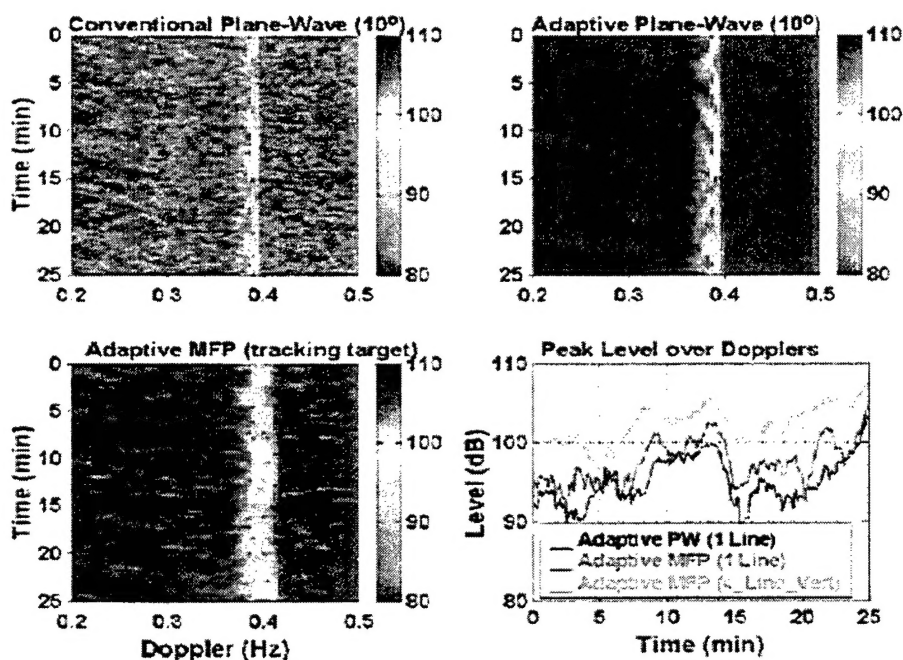 Conventional Plane-Wave (10º)
0
5
10
15
20
25
Time (min)
0.2 0.3 0.4 0.5
110
100
90
80
Adaptive Plane-Wave (10º)
0
5
10
15
20
25
0.2 0.3 0.4 0.5
110
100
90
80
Adaptive MFP (tracking target)
0
5
10
15
20
25
Time (min)
0.2 0.3 0.4 0.5
Doppler (Hz)
110
100
90
80
Peak Level over Dopplers
110
100
90
80
Level (dB)
Adaptive PW (1 Line)
Adaptive MFP (1 Line)
Adaptive MFP (4_Line_Vert)
0 5 10 15 20 25
Time (min)